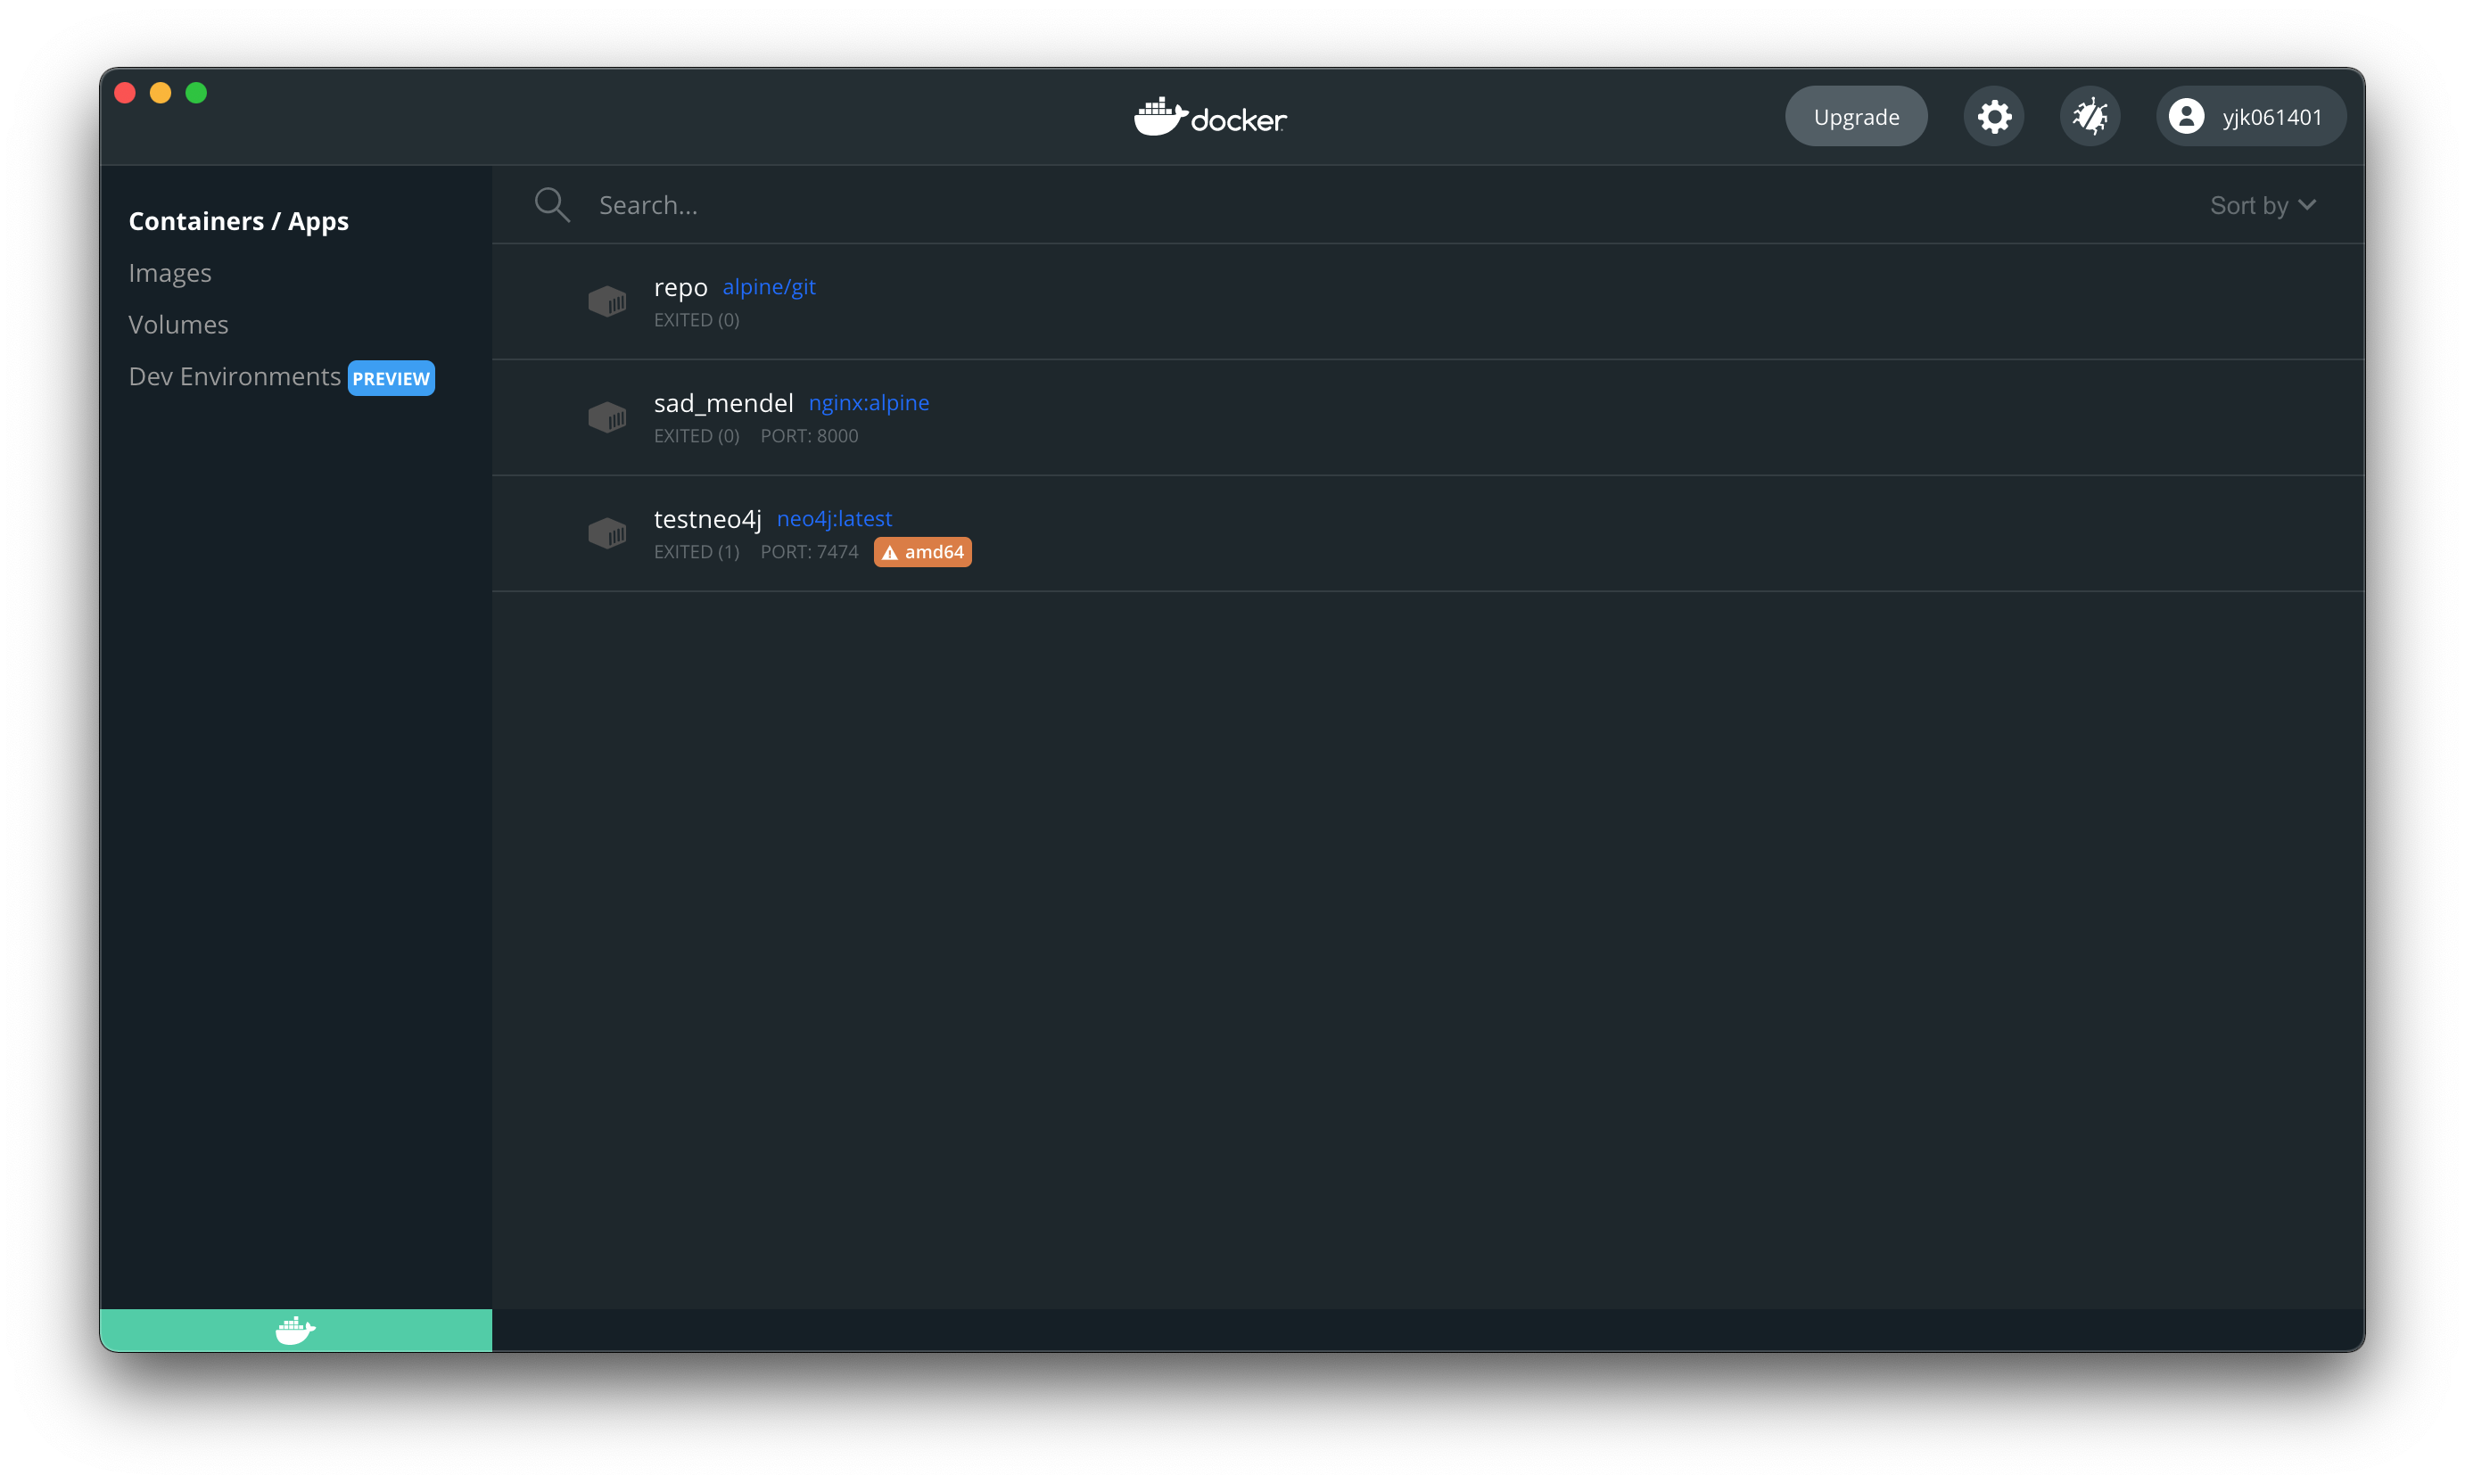 docker
Upgrade
yjk061401
Containers / Apps
Images
Volumes
Dev Environments PREVIEW
Search...
Sort by
repo alpine/git
EXITED (0)
sad_mendel nginx:alpine
EXITED (0) PORT: 8000
testneo4j neo4j:latest
EXITED (1) PORT: 7474 amd64